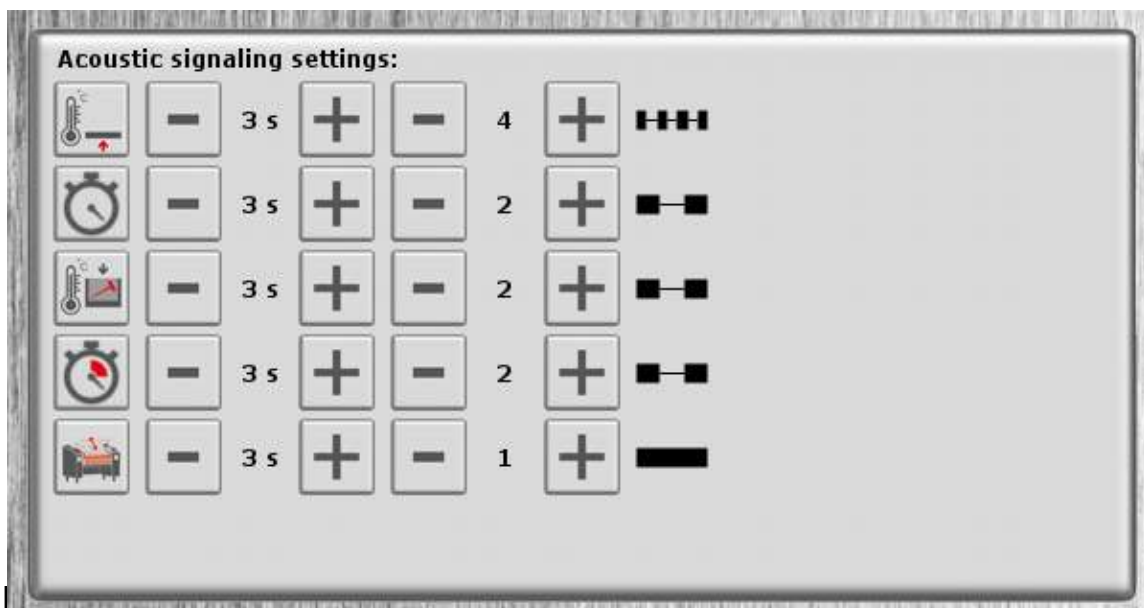 Acoustic signaling settings:
°C
− 3 s + − 4 +
− 3 s + − 2 +
°C
− 3 s + − 2 +
− 3 s + − 2 +
− 3 s + − 1 +